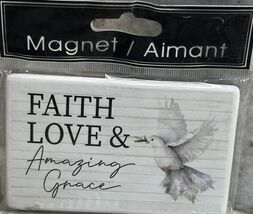 Magnet / Aimant
FAITH
LOVE &
Amazing
Grace